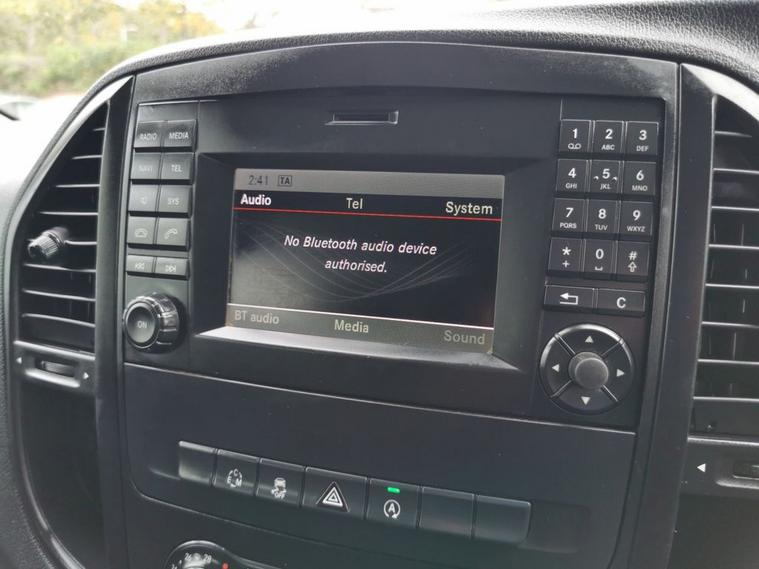 2:41 TA
Audio Tel System
No Bluetooth audio device
authorised.
BT audio Media Sound
RADIO MEDIA
NAVI TEL
SYS
ON
1 2 ABC 3 DEF
4 GHI 5 JKL 6 MNO
7 PQRS 8 TUV 9 WXYZ
* + 0 #
C
C E M
OFF
A